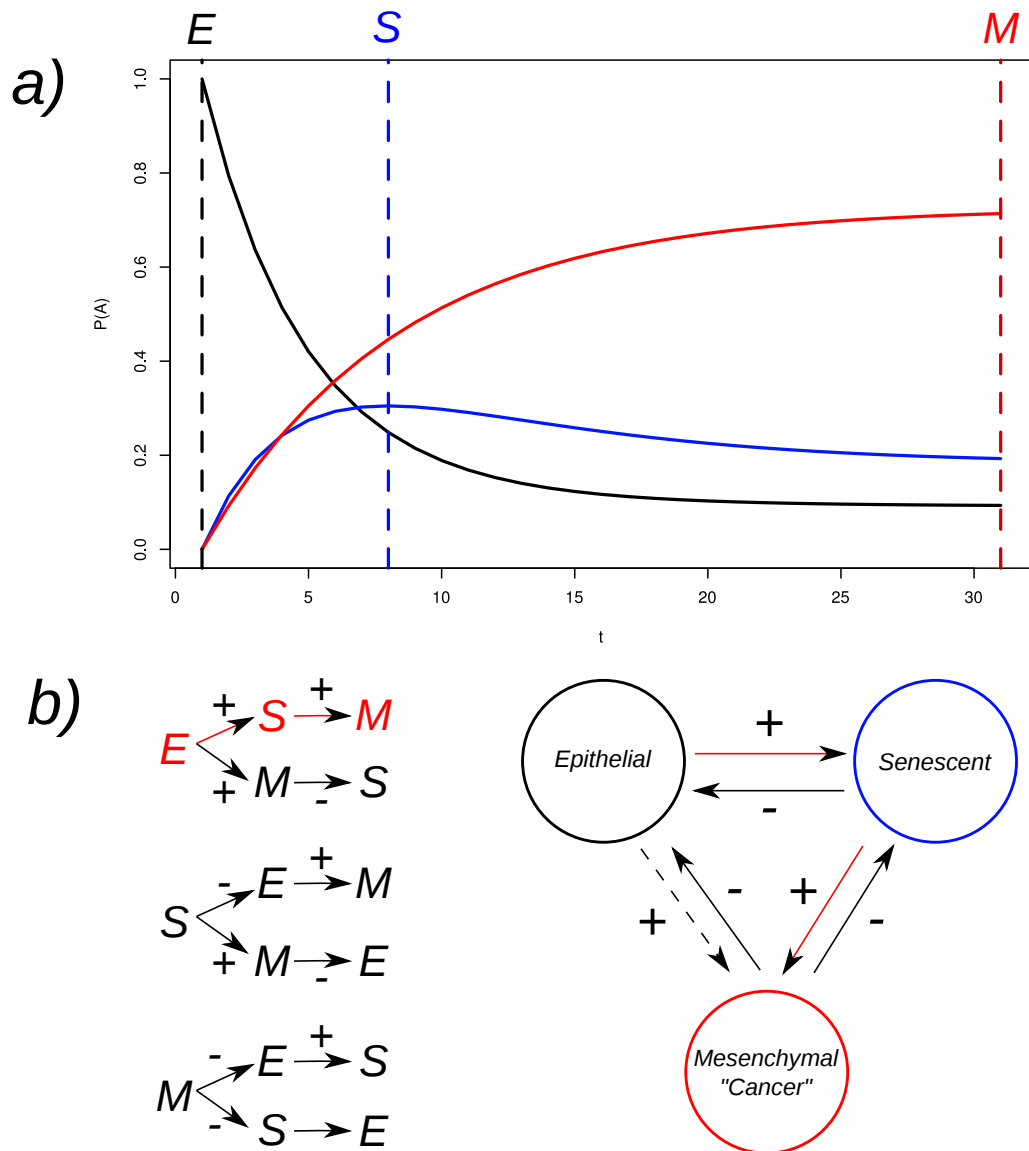 E S M
a)
1.0
0.8
0.6
0.4
0.2
0.0
P(A)
0 5 10 15 20 25 30
t
b)
+ +
E S M
+ M - S
- E + M
S
+ M - E
- E + S
M
- S - E
Epithelial + Senescent
-
+ - + -
Mesenchymal
"Cancer"